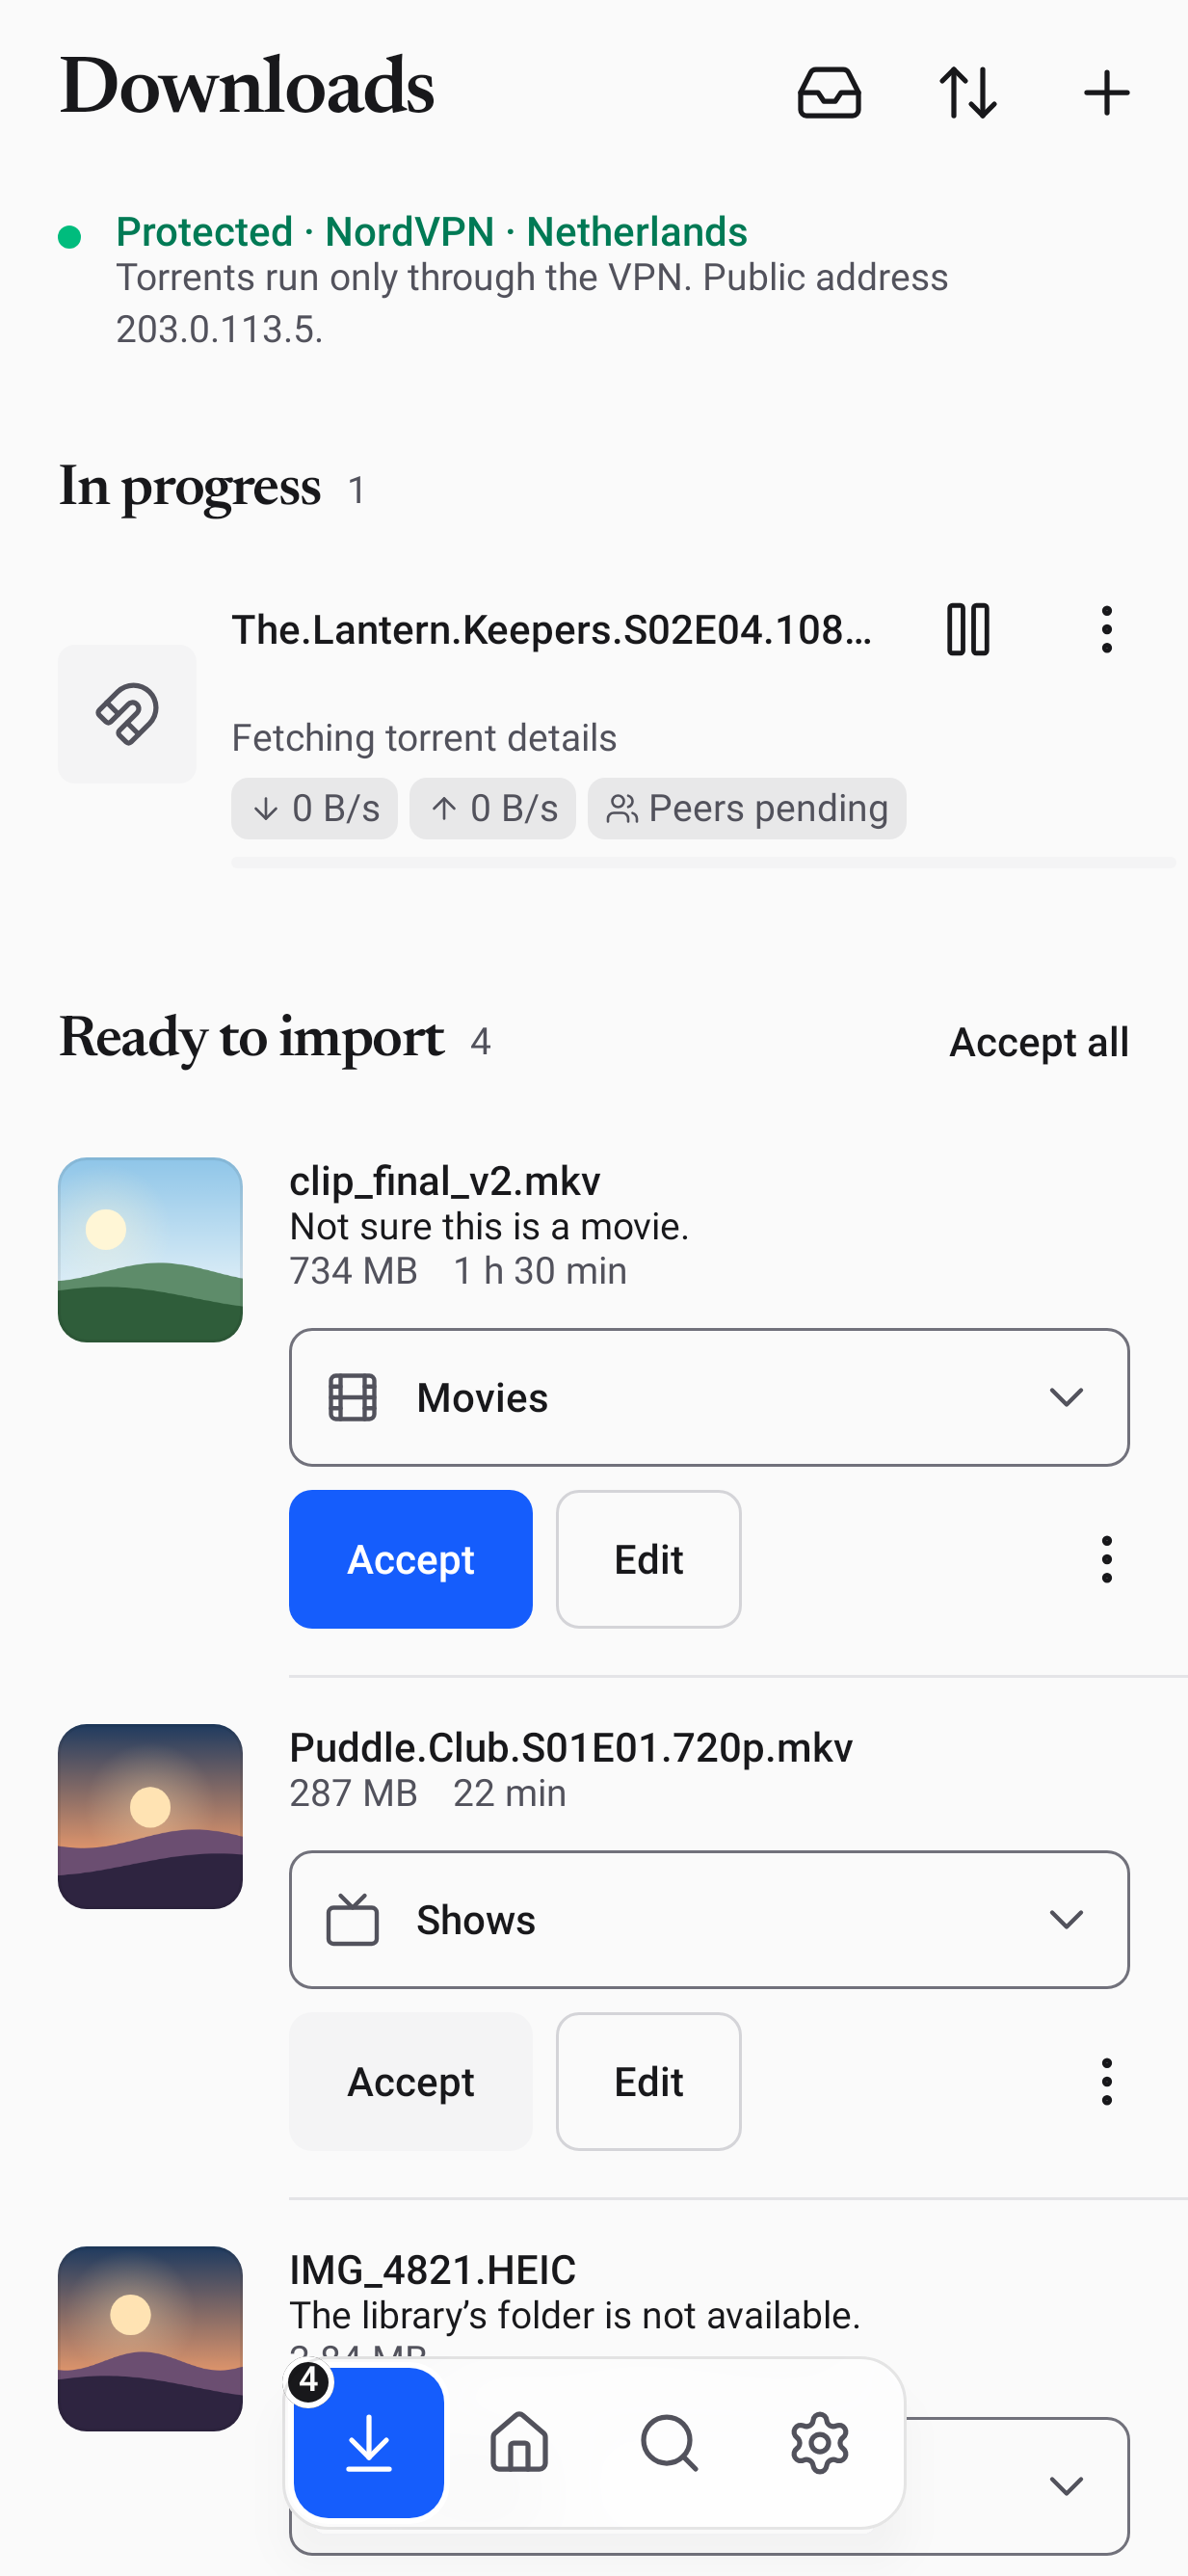 Downloads
Protected · NordVPN · Netherlands
Torrents run only through the VPN. Public address
203.0.113.5.
In progress 1
The.Lantern.Keepers.S02E04.108…
Fetching torrent details
0 B/s 0 B/s Peers pending
Ready to import 4 Accept all
clip_final_v2.mkv
Not sure this is a movie.
734 MB 1 h 30 min
Movies
Accept Edit
Puddle.Club.S01E01.720p.mkv
287 MB 22 min
Shows
Accept Edit
IMG_4821.HEIC
The library’s folder is not available.
4